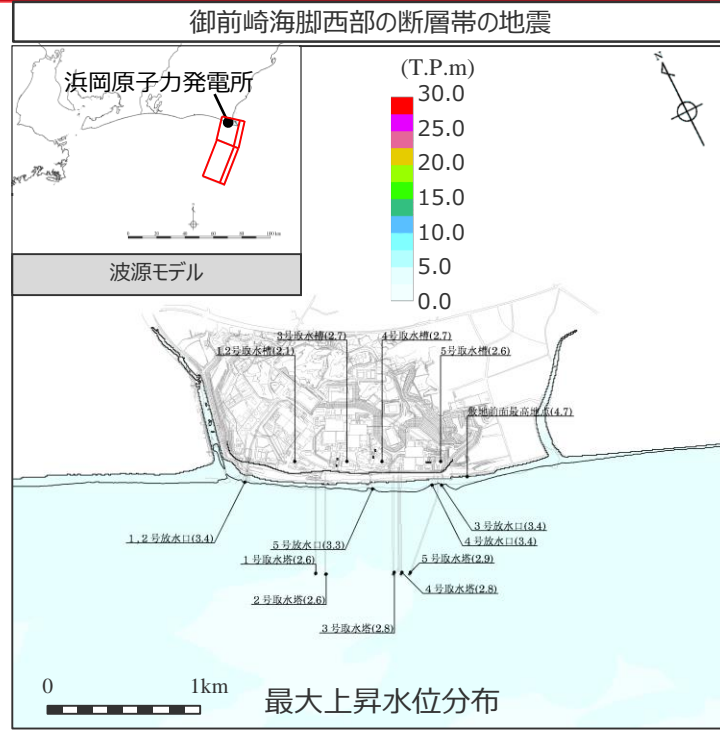 御前崎海脚西部の断層帯の地震
浜岡原子力発電所
波源モデル
(T.P.m)
30.0
25.0
20.0
15.0
10.0
5.0
0.0
N
3号取水槽(2.7)
4号取水槽(2.7)
1,2号取水槽(2.1)
5号取水槽(2.6)
敷地前面最高地点(4.7)
1,2号放水口(3.4)
5号放水口(3.3)
3号放水口(3.4)
4号放水口(3.4)
1号取水塔(2.6)
5号取水塔(2.9)
2号取水塔(2.6)
4号取水塔(2.8)
3号取水塔(2.8)
0 1km
最大上昇水位分布